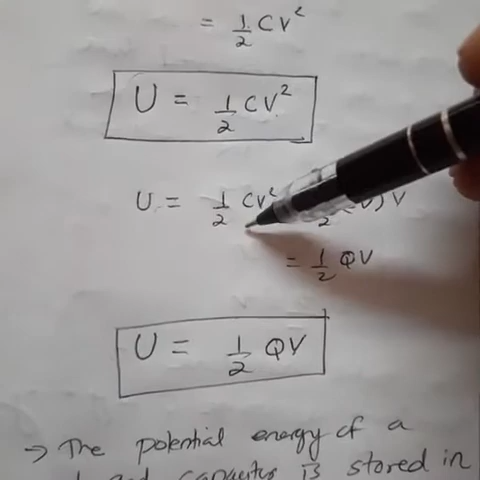 = 1/2 CV²
U = 1/2 CV²
U = 1/2 CV² 2 V) V
= 1/2 QV
U = 1/2 QV
→ The potential energy of a
capacitor is stored in